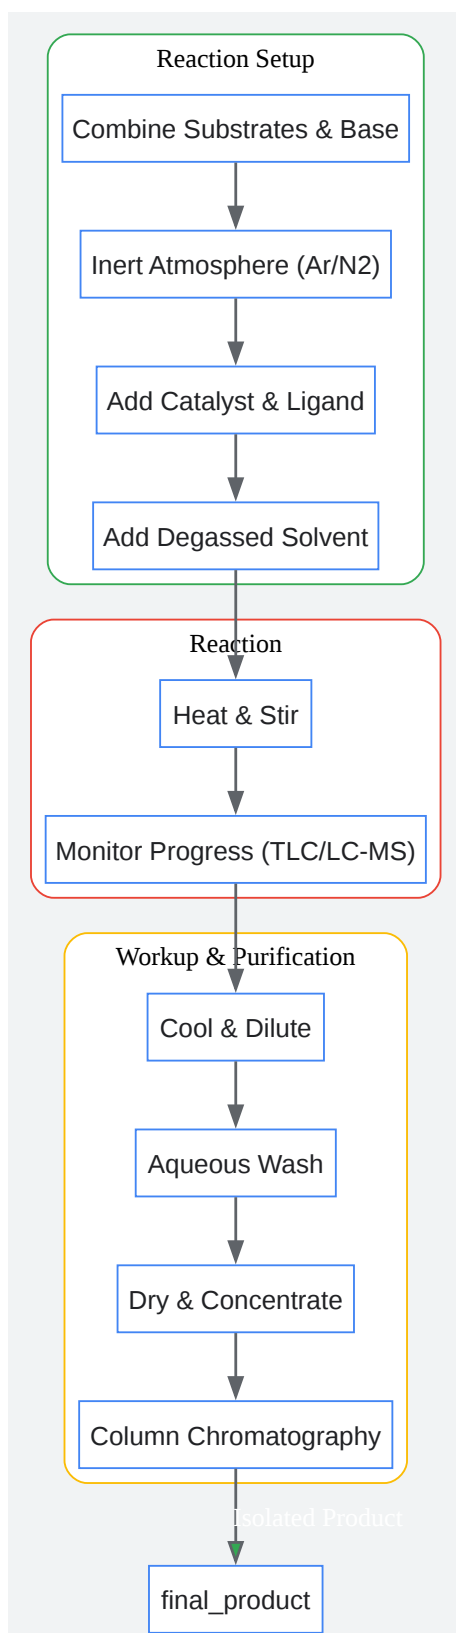 Reaction Setup
Combine Substrates & Base
Inert Atmosphere (Ar/N2)
Add Catalyst & Ligand
Add Degassed Solvent
Reaction
Heat & Stir
Monitor Progress (TLC/LC-MS)
Workup & Purification
Cool & Dilute
Aqueous Wash
Dry & Concentrate
Column Chromatography
Isolated Product
final_product